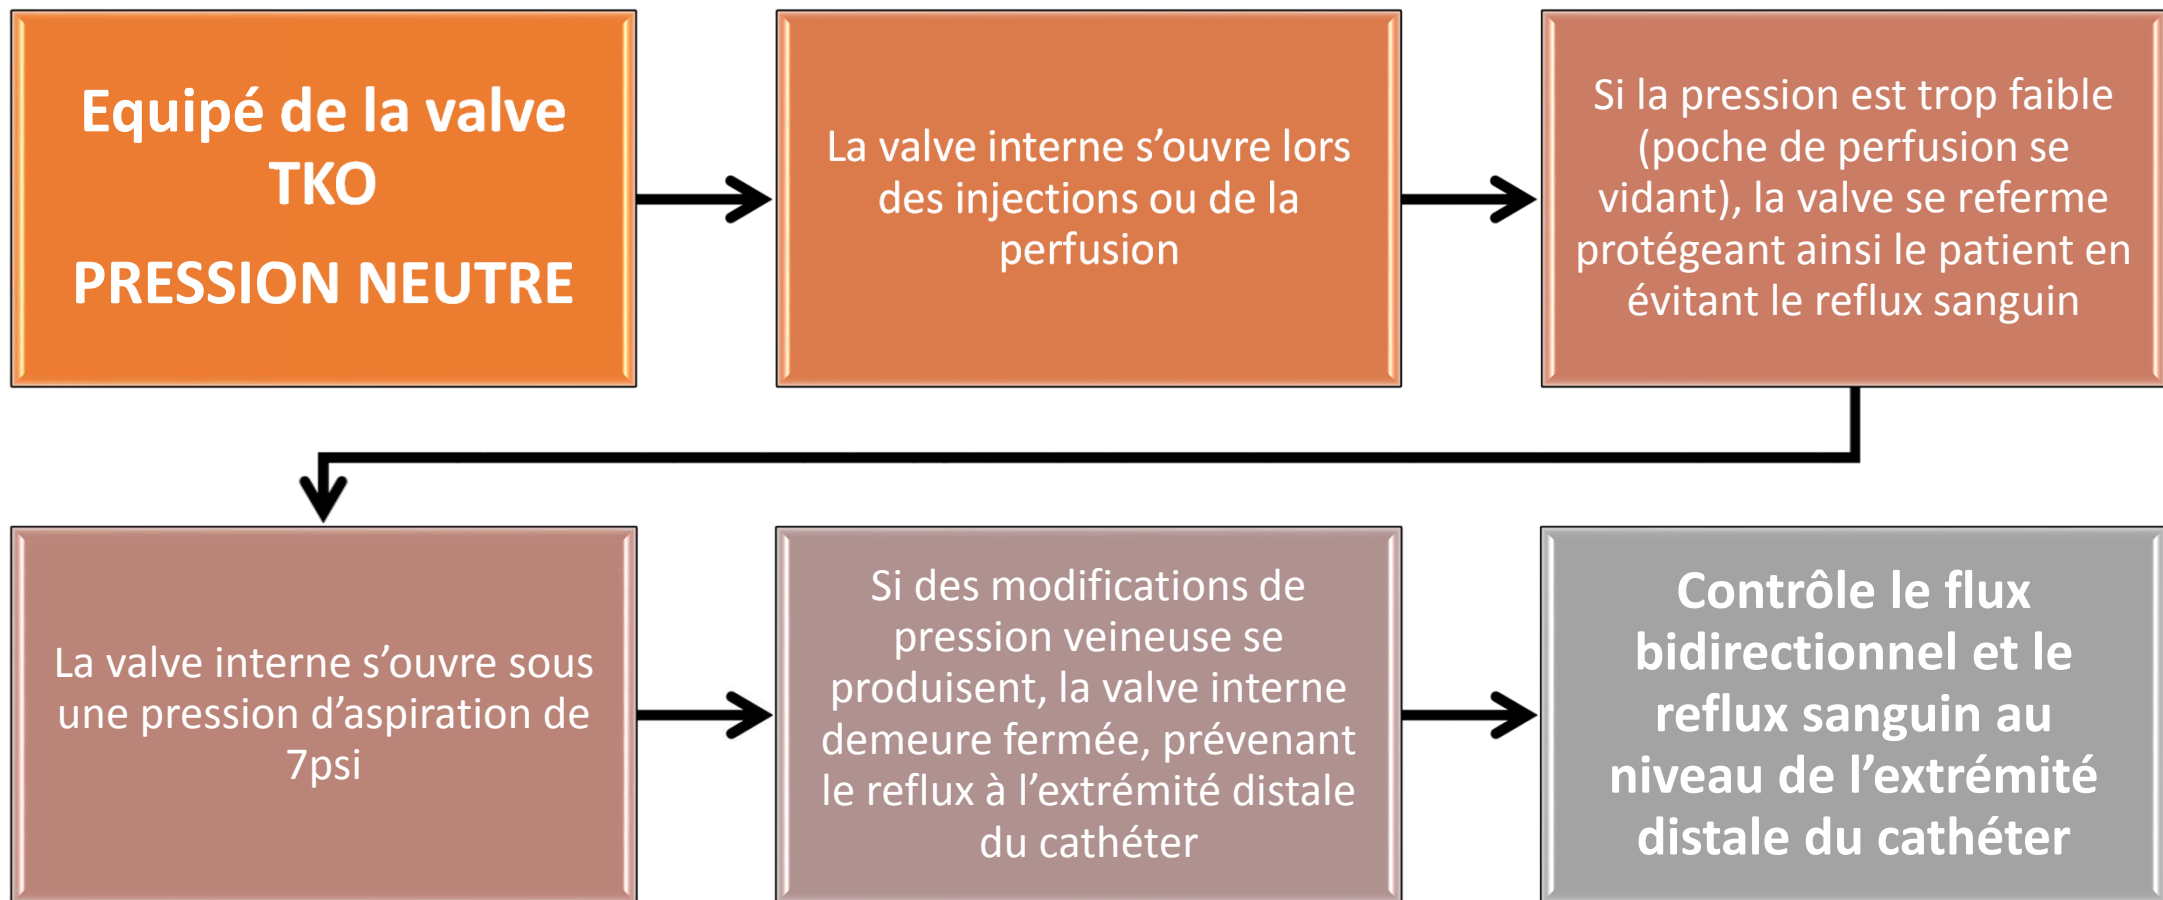 Equipé de la valve
TKO
PRESSION NEUTRE
La valve interne s’ouvre lors
des injections ou de la
perfusion
Si la pression est trop faible
(poche de perfusion se
vidant), la valve se referme
protégeant ainsi le patient en
évitant le reflux sanguin
La valve interne s’ouvre sous
une pression d’aspiration de
7psi
Si des modifications de
pression veineuse se
produisent, la valve interne
demeure fermée, prévenant
le reflux à l’extrémité distale
du cathéter
Contrôle le flux
bidirectionnel et le
reflux sanguin au
niveau de l’extrémité
distale du cathéter